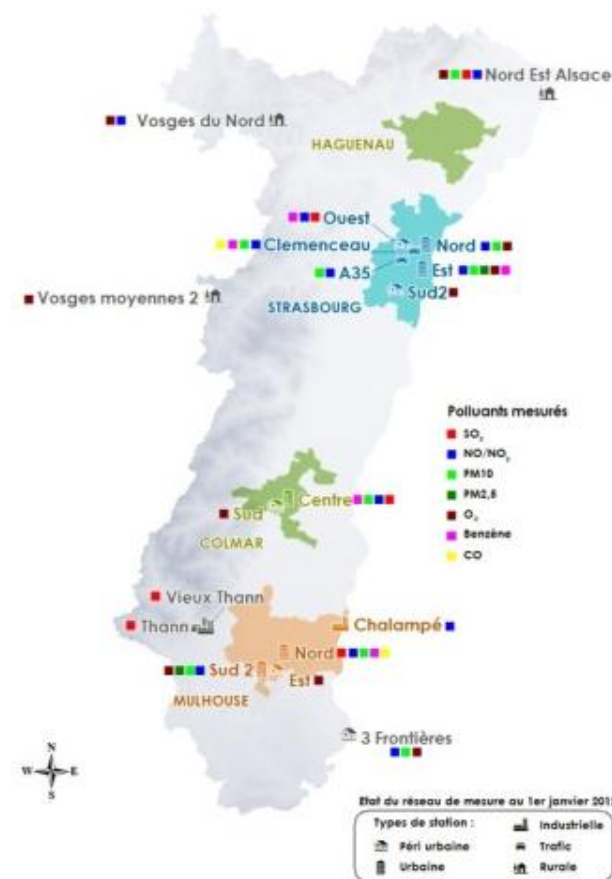 Nord Est Alsace
Vosges du Nord
HAGUENAU
Ouest
Clemenceau
Nord
A35
Est
Vosges moyennes 2
Sud2
STRASBOURG
Polluants mesurés
SO₂
NO/NO₂
PM10
PM2,5
O₃
Benzène
CO
Centre
Sud
COLMAR
Vieux Thann
Thann
Chalampé
Nord
Sud 2
Est
MULHOUSE
3 Frontières
N
W E
S
Etat du réseau de mesure au 1er janvier
Types de station :
Industrielle
Péri urbaine
Trafic
Urbaine
Rurale